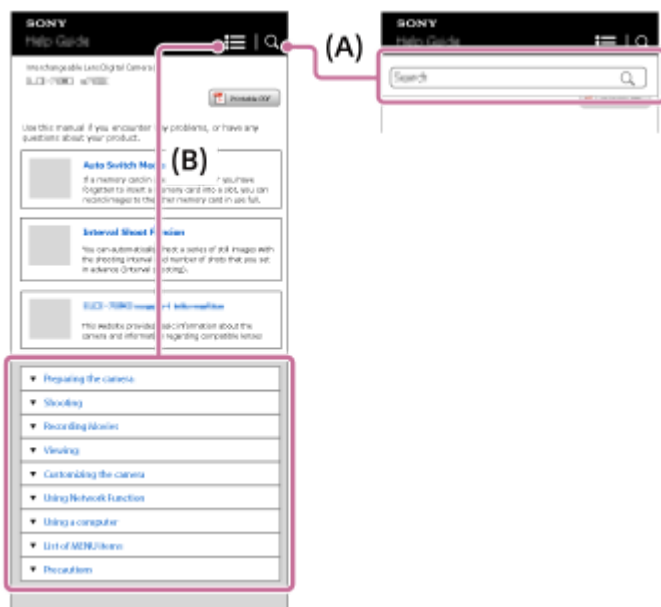 SONY
Help Guide
(A)
SONY
Help Guide
Search
Interchangeable Lens Digital Camera
Printable PDF
Use this manual if you encounter any problems, or have any
questions about your product.
Auto Switch
(B)
If a memory card in you have
forgotten to insert a memory card into a slot, you can
record images to the other memory card in use full.
Interval Shoot
You can automatically shoot a series of still images with
the shooting interval and number of shots that you set
in advance (Interval shooting).
support information
This website provides basic information about the
camera and information regarding compatible lenses
▼ Preparing the camera
▼ Shooting
▼ Recording Movies
▼ Viewing
▼ Customizing the camera
▼ Using Network Function
▼ Using a computer
▼ List of MENU items
▼ Precautions